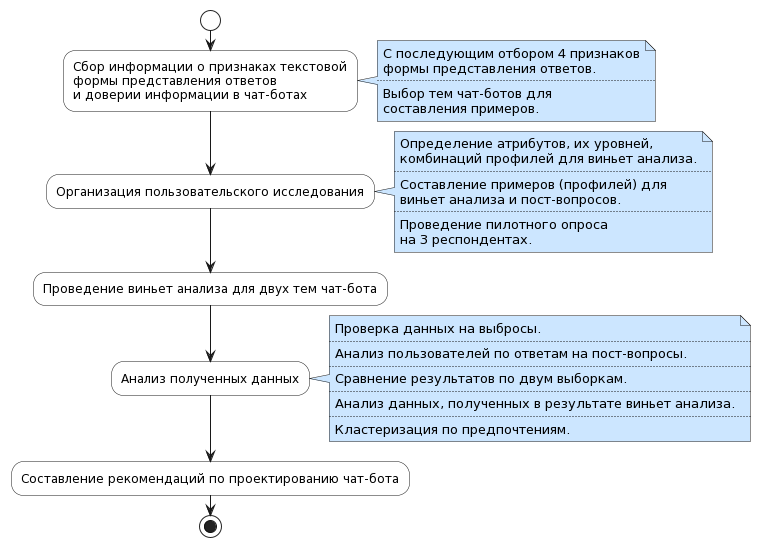 Сбор информации о признаках текстовой
формы представления ответов
и доверии информации в чат-ботах
С последующим отбором 4 признаков
формы представления ответов.
Выбор тем чат-ботов для
составления примеров.
Организация пользовательского исследования
Определение атрибутов, их уровней,
комбинаций профилей для виньет анализа.
Составление примеров (профилей) для
виньет анализа и пост-вопросов.
Проведение пилотного опроса
на 3 респондентах.
Проведение виньет анализа для двух тем чат-бота
Анализ полученных данных
Проверка данных на выбросы.
Анализ пользователей по ответам на пост-вопросы.
Сравнение результатов по двум выборкам.
Анализ данных, полученных в результате виньет анализа.
Кластеризация по предпочтениям.
Составление рекомендаций по проектированию чат-бота